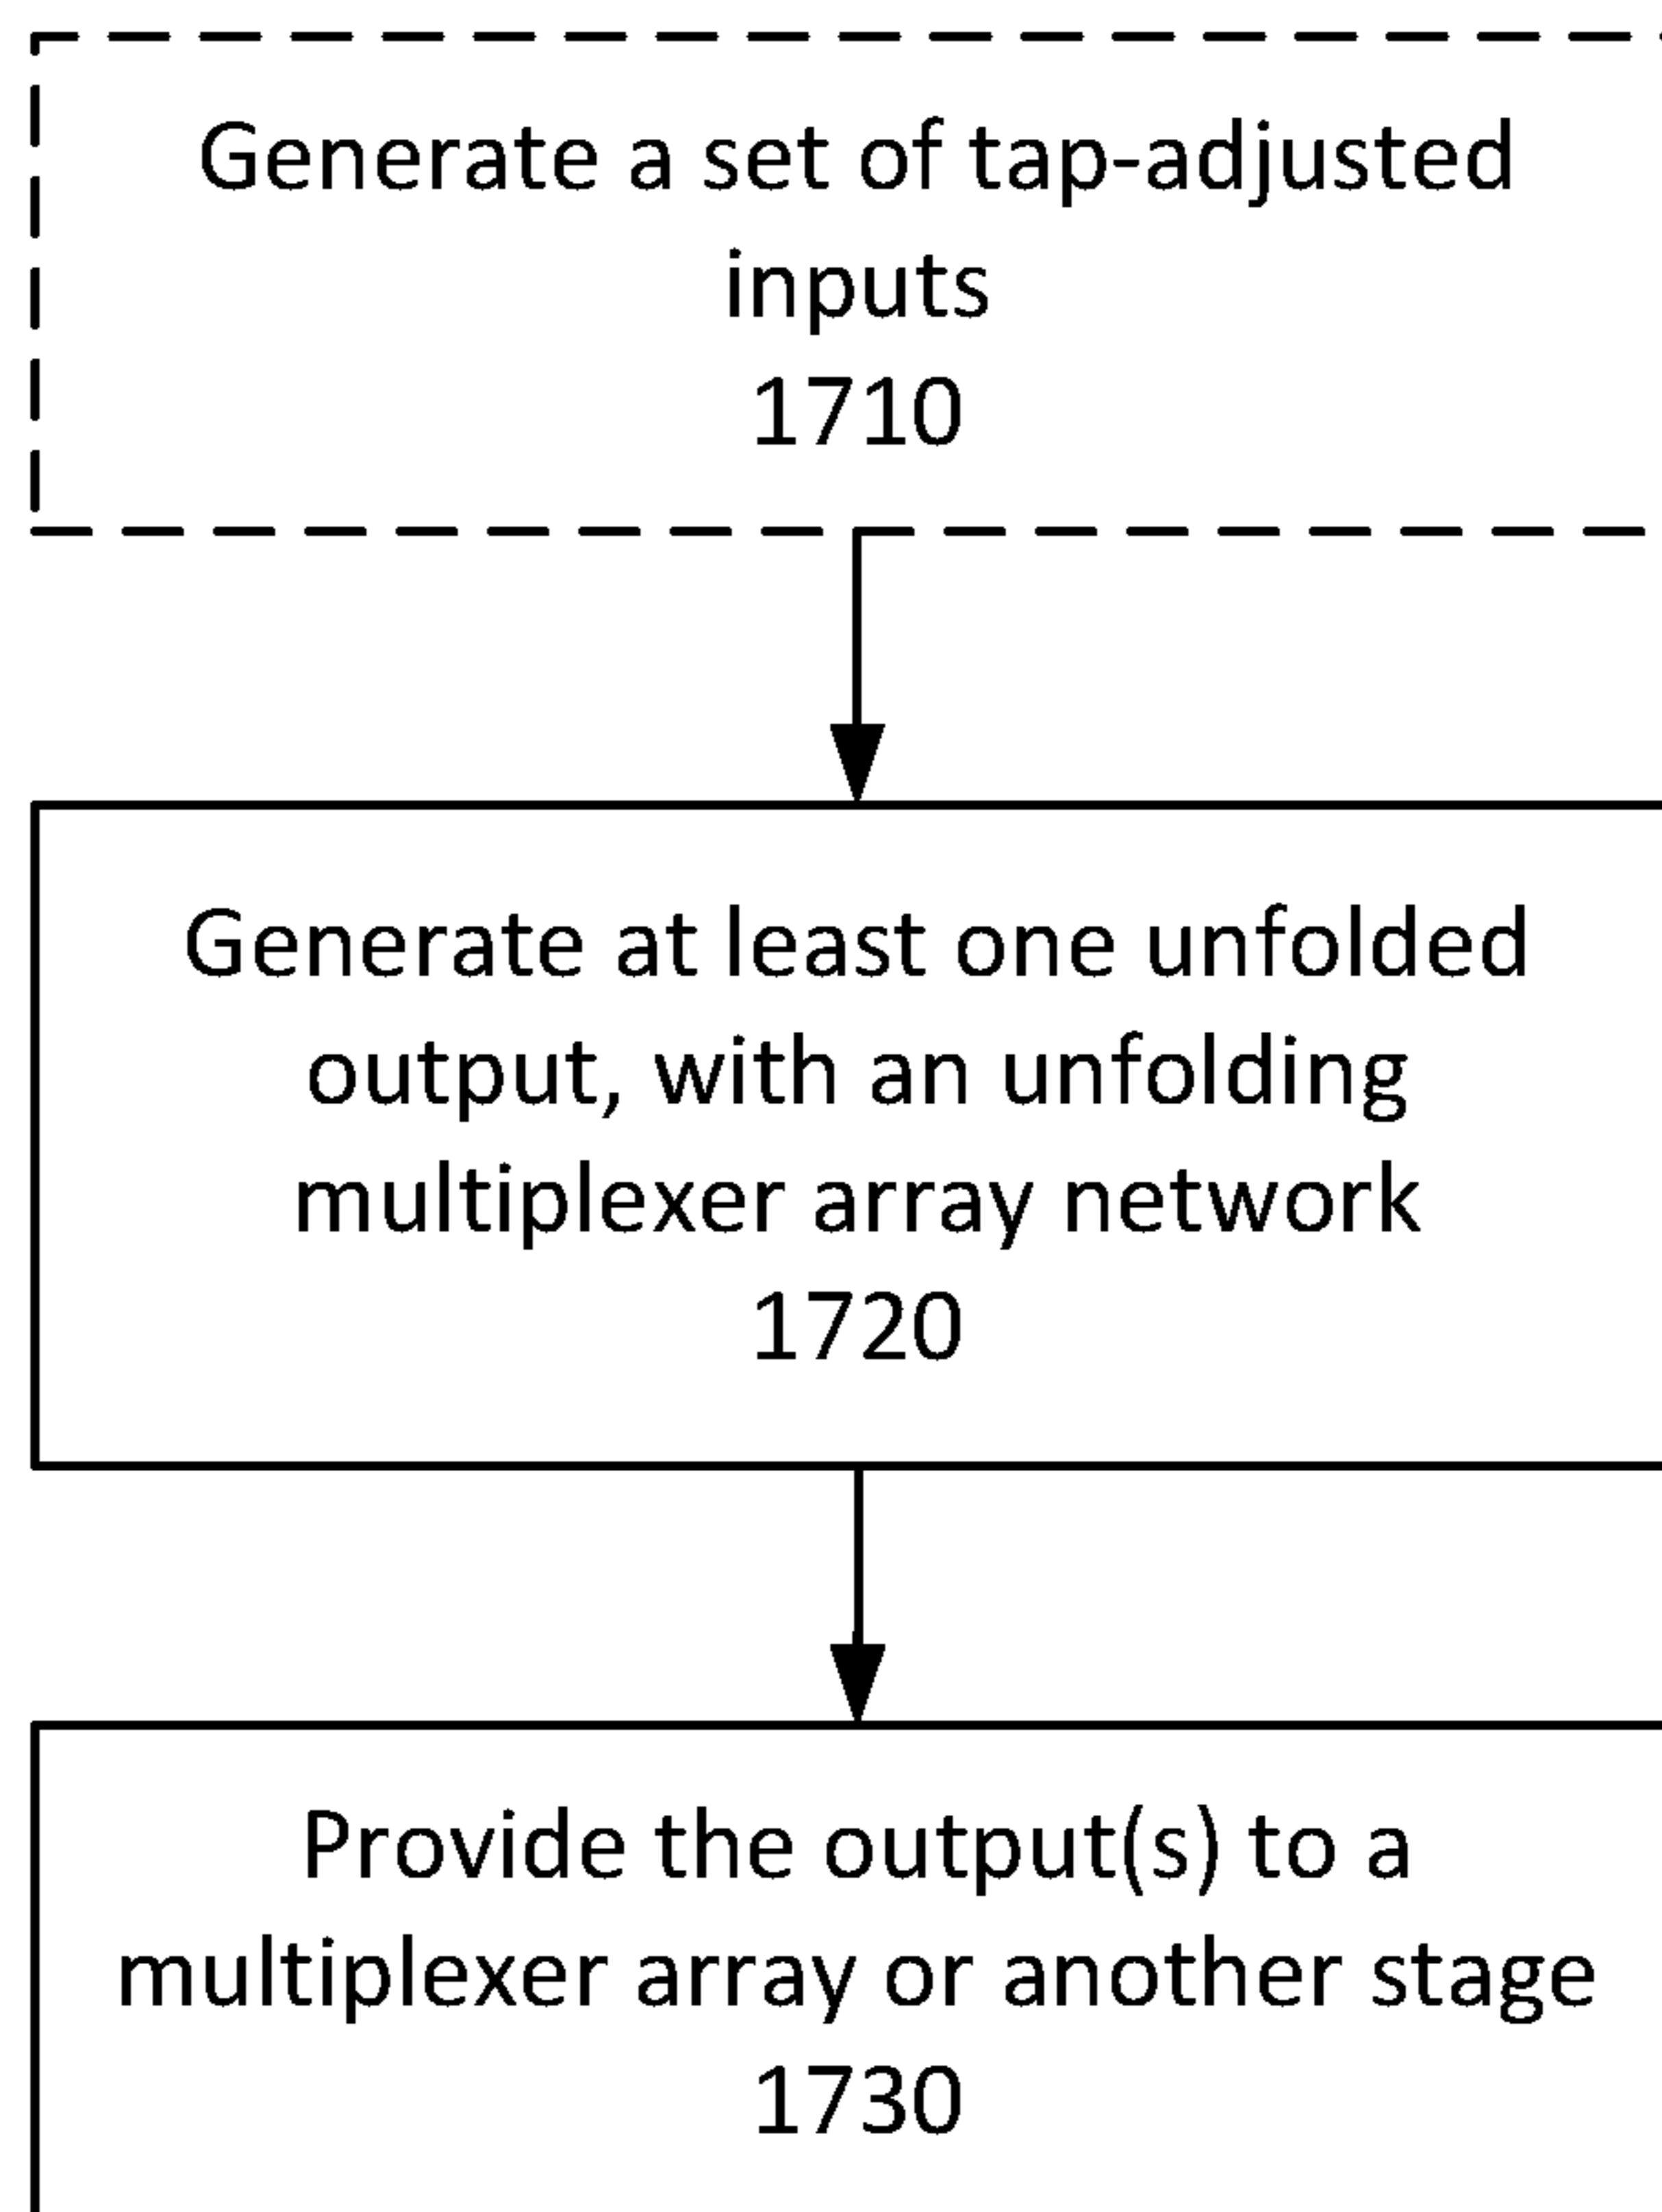 Generate a set of tap-adjusted
inputs
1710
Generate at least one unfolded
output, with an unfolding
multiplexer array network
1720
Provide the output(s) to a
multiplexer array or another stage
1730